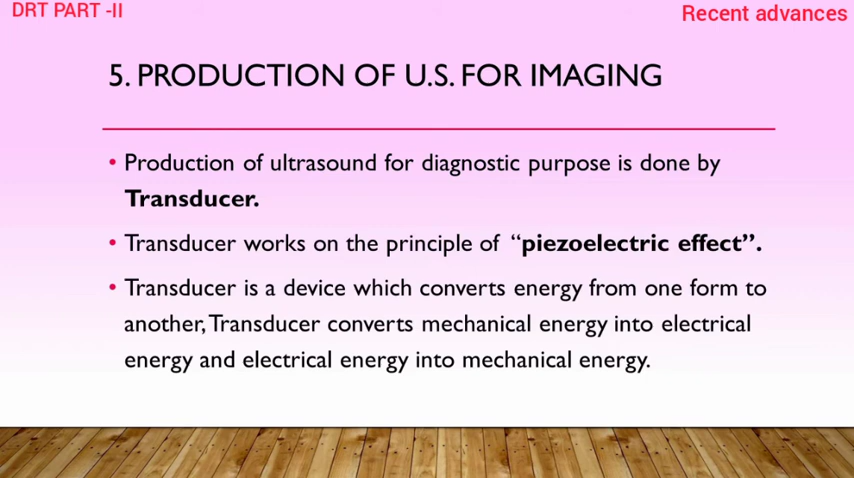 DRT PART -II
Recent advances
5. PRODUCTION OF U.S. FOR IMAGING
• Production of ultrasound for diagnostic purpose is done by
Transducer.
• Transducer works on the principle of “piezoelectric effect”.
• Transducer is a device which converts energy from one form to
another, Transducer converts mechanical energy into electrical
energy and electrical energy into mechanical energy.